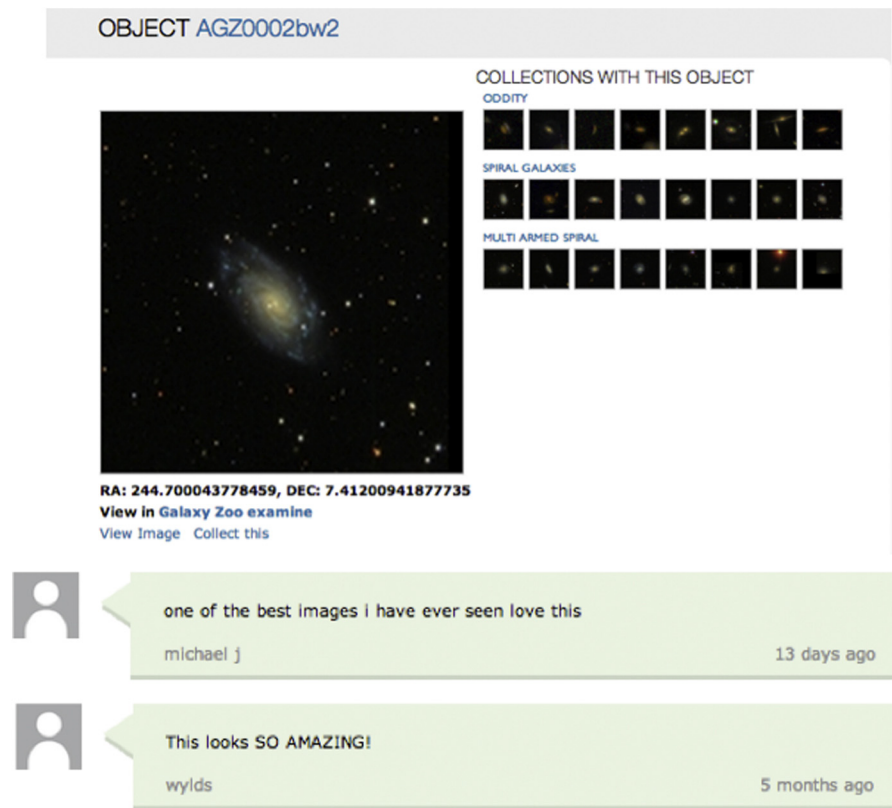 OBJECT AGZ0002bw2
COLLECTIONS WITH THIS OBJECT
ODDITY
SPIRAL GALAXIES
MULTI ARMED SPIRAL
RA: 244.700043778459, DEC: 7.41200941877735
View in Galaxy Zoo examine
View Image Collect this
one of the best images i have ever seen love this
michael j 13 days ago
This looks SO AMAZING!
wylds 5 months ago